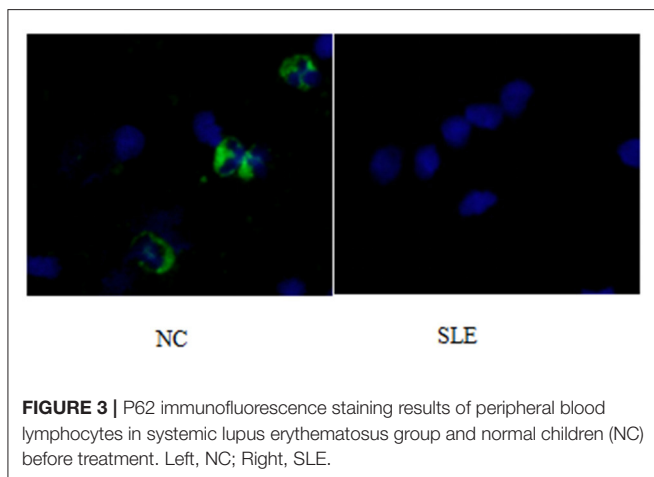 NC
SLE
FIGURE 3 | P62 immunofluorescence staining results of peripheral blood
lymphocytes in systemic lupus erythematosus group and normal children (NC)
before treatment. Left, NC; Right, SLE.